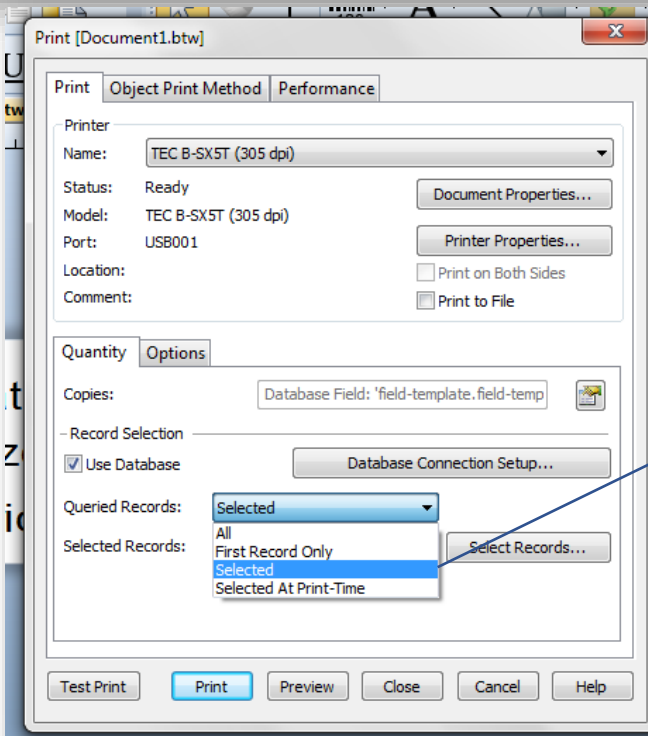 Print [Document1.btw]
Print Object Print Method Performance
Printer
Name: TEC B-SX5T (305 dpi)
Status: Ready
Document Properties...
Model: TEC B-SX5T (305 dpi)
Port: USB001
Printer Properties...
Location:
Print on Both Sides
Comment:
Print to File
Quantity Options
Copies: Database Field: 'field-template.field-temp
Record Selection
Use Database Database Connection Setup...
Queried Records: Selected
All
First Record Only
Selected Records: Select Records...
Selected
Selected At Print-Time
Test Print Print Preview Close Cancel Help